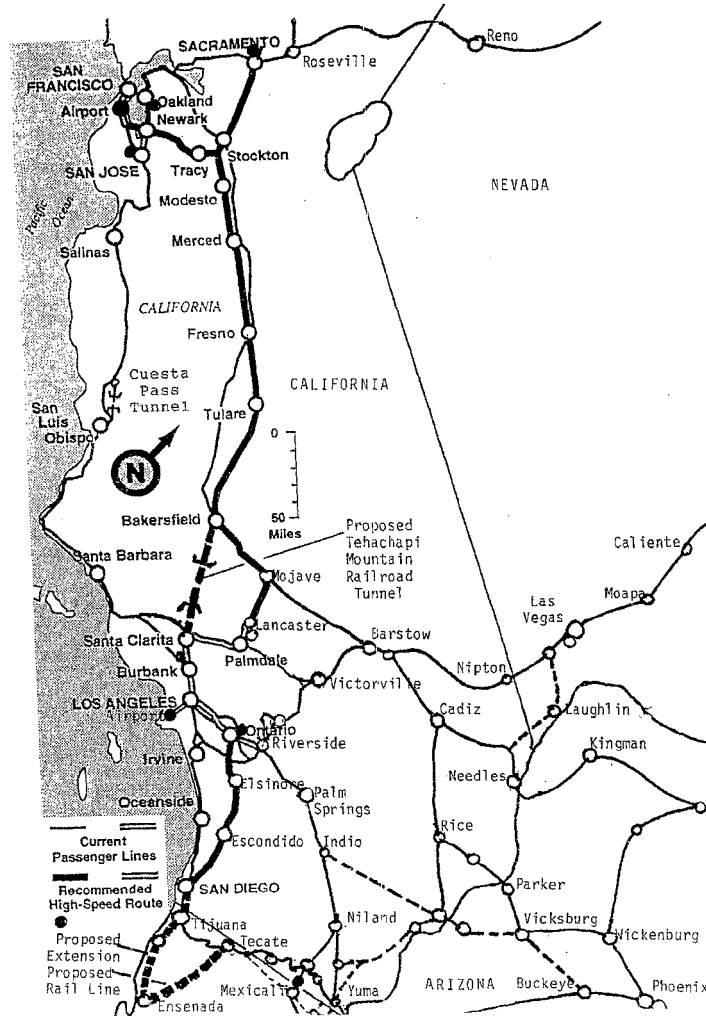 SACRAMENTO
Reno
Roseville
SAN
FRANCISCO
Airport
Oakland
Newark
SAN JOSE
Tracy
Stockton
Modesto
NEVADA
Pacific
Ocean
Salinas
Merced
CALIFORNIA
Fresno
Cuesta
Pass
Tunnel
CALIFORNIA
San
Luis
Obispo
Tulare
0
N
50
Miles
Bakersfield
Proposed
Tehachapi
Mountain
Railroad
Tunnel
Caliente
Santa Barbara
Mojave
Moapa
Las
Vegas
Lancaster
Santa Clarita
Palmdale
Barstow
Nipton
Burbank
Victorville
LOS ANGELES
Airport
Cadiz
Laughlin
Ontario
Riverside
Kingman
Irvine
Needles
Elsinore
Palm
Springs
Oceanside
Escondido
Indio
Rice
Current
Passenger Lines
Recommended
High-Speed Route
SAN DIEGO
Parker
Tijuana
Niland
Vicksburg
Wickenburg
Proposed
Extension
Tecate
Proposed
Rail Line
Ensenada
Mexicali
Yuma
ARIZONA
Buckeye
Phoenix